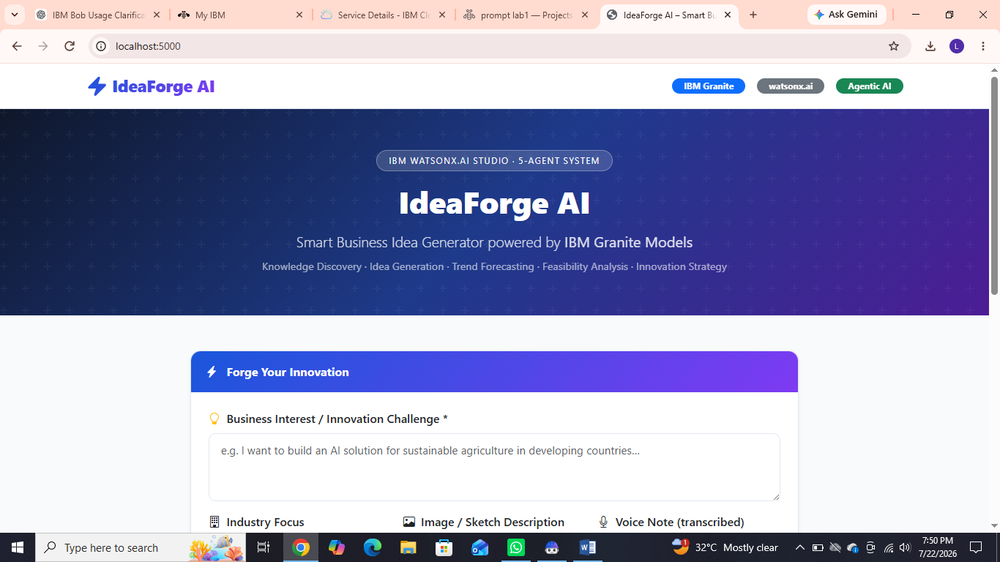 IBM Bob Usage Clarifica
My IBM
Service Details - IBM Clo
prompt lab1 — Projects
IdeaForge AI – Smart Bu
Ask Gemini
localhost:5000
L
IdeaForge AI
IBM Granite
watsonx.ai
Agentic AI
IBM WATSONX.AI STUDIO · 5-AGENT SYSTEM
IdeaForge AI
Smart Business Idea Generator powered by IBM Granite Models
Knowledge Discovery · Idea Generation · Trend Forecasting · Feasibility Analysis · Innovation Strategy
Forge Your Innovation
Business Interest / Innovation Challenge *
e.g. I want to build an AI solution for sustainable agriculture in developing countries...
Industry Focus
Image / Sketch Description
Voice Note (transcribed)
Type here to search
1
32°C Mostly clear
7:50 PM
7/22/2026